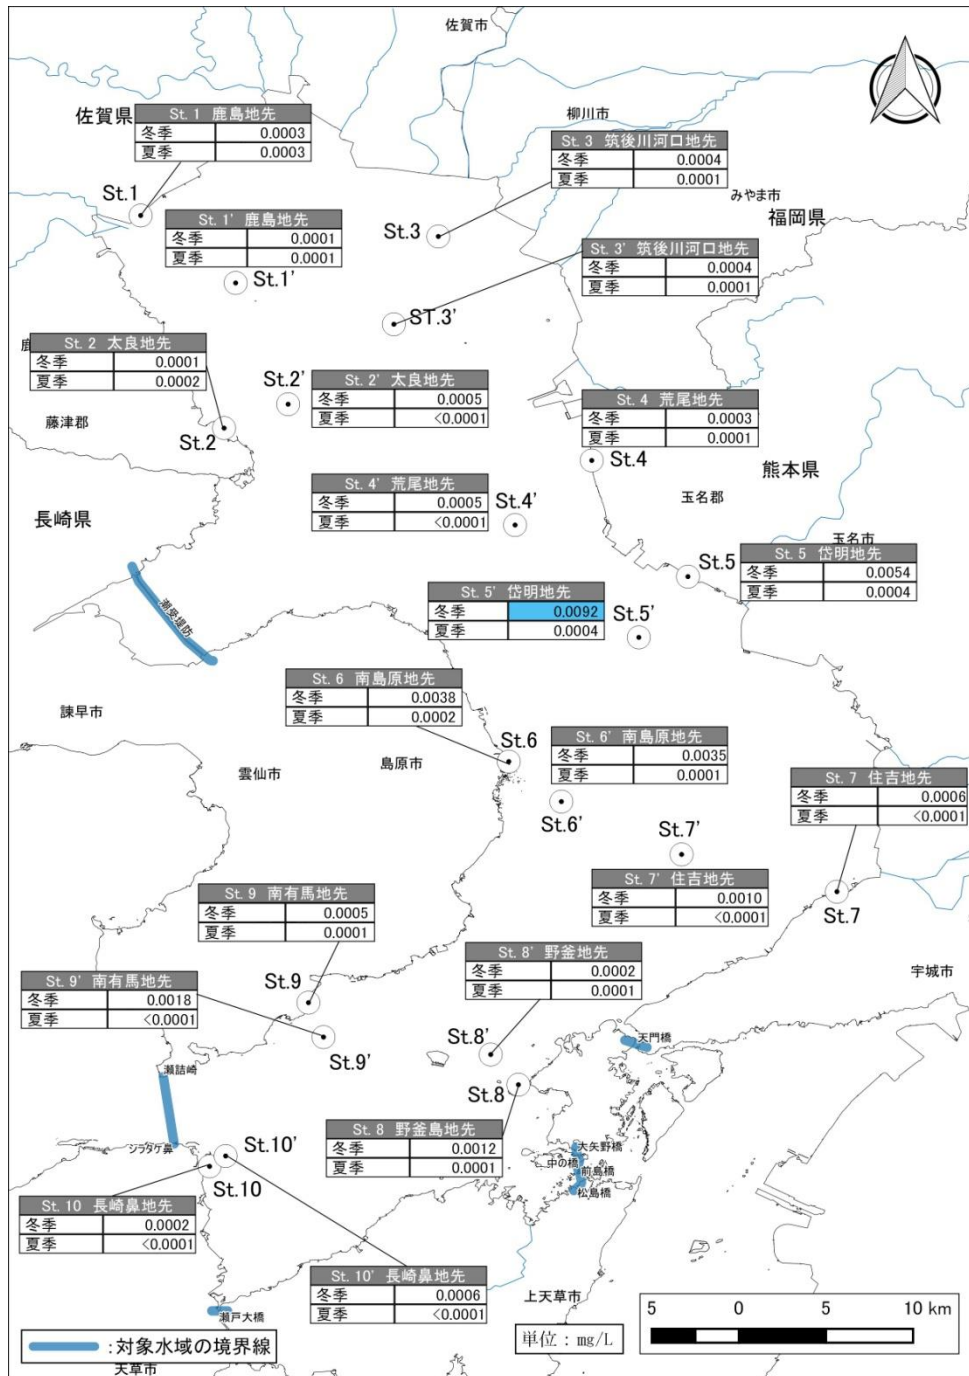 佐賀市
佐賀県
柳川市
St. 1 鹿島地先
冬季 0.0003
夏季 0.0003
St. 3 筑後川河口地先
冬季 0.0004
夏季 0.0001
みやま市
福岡県
St.1
St. 1' 鹿島地先
冬季 0.0001
夏季 0.0001
St.3
St. 3' 筑後川河口地先
冬季 0.0004
夏季 0.0001
St.1'
ST.3'
鹿
St. 2 太良地先
冬季 0.0001
夏季 0.0002
St.2'
St. 2' 太良地先
冬季 0.0005
夏季 <0.0001
St. 4 荒尾地先
冬季 0.0003
夏季 0.0001
藤津郡
St.2
St.4
熊本県
St. 4' 荒尾地先
冬季 0.0005
夏季 <0.0001
St.4'
玉名郡
長崎県
玉名市
St.5
St. 5 岱明地先
冬季 0.0054
夏季 0.0004
潮受堤防
St. 5' 岱明地先
冬季 0.0092
夏季 0.0004
St.5'
St. 6 南島原地先
冬季 0.0038
夏季 0.0002
諫早市
雲仙市
島原市
St.6
St. 6' 南島原地先
冬季 0.0035
夏季 0.0001
St.6'
St. 7 住吉地先
冬季 0.0006
夏季 <0.0001
St.7'
St. 7' 住吉地先
冬季 0.0010
夏季 <0.0001
St.7
St. 9 南有馬地先
冬季 0.0005
夏季 0.0001
St. 8' 野釜地先
冬季 0.0002
夏季 0.0001
宇城市
St. 9' 南有馬地先
冬季 0.0018
夏季 <0.0001
St.9
St.9'
St.8'
天門橋
瀬詰崎
St.8
St. 8 野釜島地先
冬季 0.0012
夏季 0.0001
大矢野橋
中の橋
前島橋
松島橋
シラタケ鼻
St.10'
St.10
St. 10 長崎鼻地先
冬季 0.0002
夏季 <0.0001
St. 10' 長崎鼻地先
冬季 0.0006
夏季 <0.0001
上天草市
瀬戸大橋
5 0 5 10 km
単位：mg/L
：対象水域の境界線
天草市